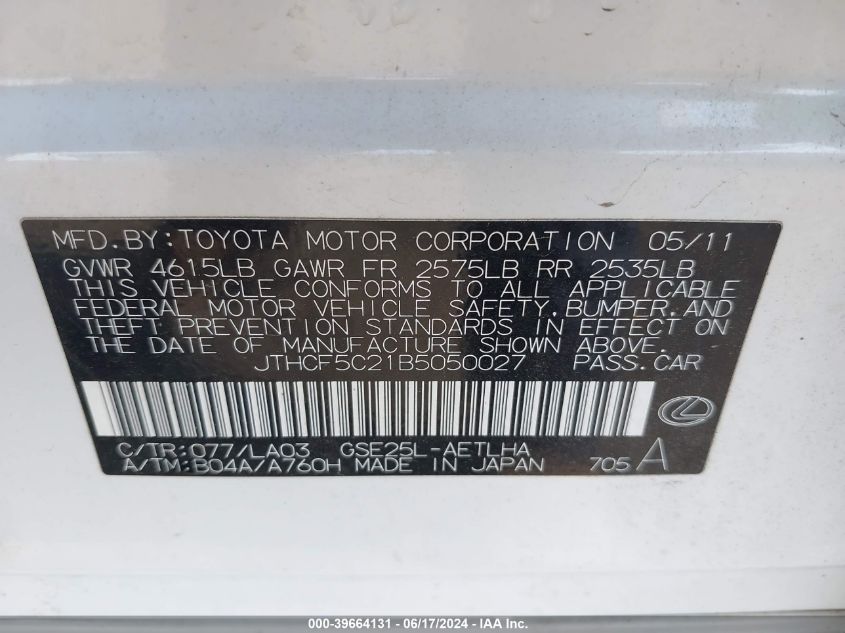 MFD.BY:TOYOTA MOTOR CORPORATION 05/11
GVWR 4615LB GAWR FR 2575LB RR 2535LB
THIS VEHICLE CONFORMS TO ALL APPLICABLE
FEDERAL MOTOR VEHICLE SAFETY,BUMPER,AND
THEFT PREVENTION STANDARDS IN EFFECT ON
THE DATE OF MANUFACTURE SHOWN ABOVE.
JTHCF5C21B5050027 PASS.CAR
C/TR:077/LA03 GSE25L-AETLHA
A/TM:B04A/A760H MADE IN JAPAN 705 A
000-39664131 - 06/17/2024 - IAA Inc.